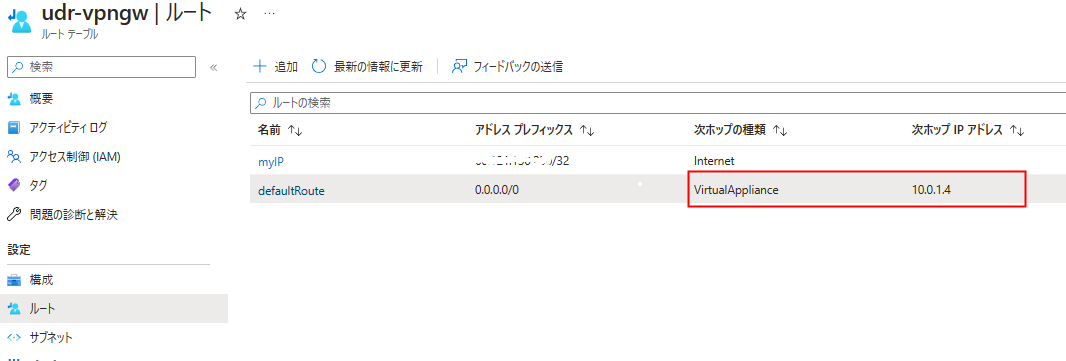 udr-vpngw | ルート ☆ …
ルート テーブル
検索 «
概要
アクティビティ ログ
アクセス制御 (IAM)
タグ
問題の診断と解決
設定
構成
ルート
サブネット
+ 追加 最新の情報に更新 フィードバックの送信
ルートの検索
名前 ↑↓ アドレス プレフィックス ↑↓ 次ホップの種類 ↑↓ 次ホップ IP アドレス ↑↓
myIP /32 Internet
defaultRoute 0.0.0.0/0 VirtualAppliance 10.0.1.4